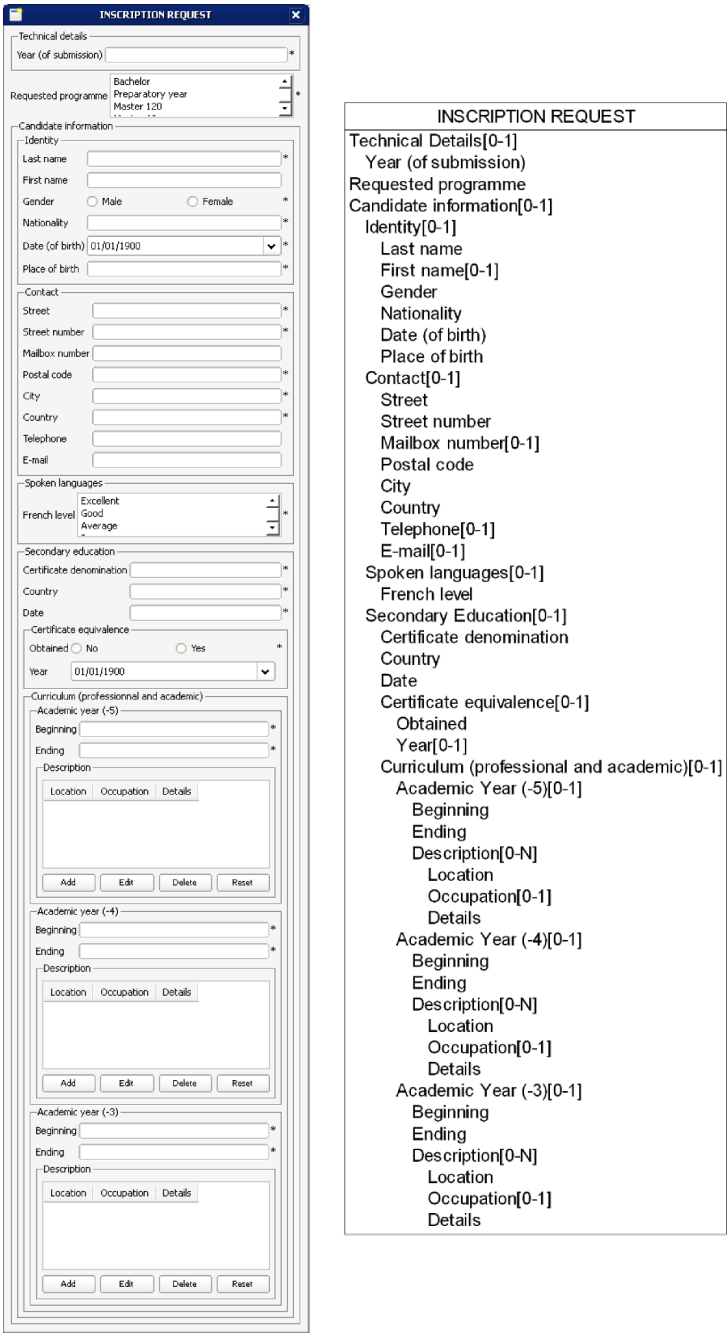 INSCRIPTION REQUEST
Technical details
Year (of submission) *
Bachelor
Requested programme Preparatory year *
Master 120
Candidate information
Identity
Last name *
First name
Gender Male Female *
Nationality *
Date (of birth) 01/01/1900 *
Place of birth *
Contact
Street *
Street number *
Mailbox number
Postal code *
City *
Country *
Telephone
E-mail
Spoken languages
Excellent
French level Good *
Average
Secondary education
Certificate denomination *
Country *
Date *
Certificate equivalence
Obtained No Yes *
Year 01/01/1900
Curriculum (professionnal and academic)
Academic year (-5)
Beginning *
Ending *
Description
Location Occupation Details
Add Edit Delete Reset
Academic year (-4)
Beginning *
Ending *
Description
Location Occupation Details
Add Edit Delete Reset
Academic year (-3)
Beginning *
Ending *
Description
Location Occupation Details
Add Edit Delete Reset
INSCRIPTION REQUEST
Technical Details[0-1]
Year (of submission)
Requested programme
Candidate information[0-1]
Identity[0-1]
Last name
First name[0-1]
Gender
Nationality
Date (of birth)
Place of birth
Contact[0-1]
Street
Street number
Mailbox number[0-1]
Postal code
City
Country
Telephone[0-1]
E-mail[0-1]
Spoken languages[0-1]
French level
Secondary Education[0-1]
Certificate denomination
Country
Date
Certificate equivalence[0-1]
Obtained
Year[0-1]
Curriculum (professional and academic)[0-1]
Academic Year (-5)[0-1]
Beginning
Ending
Description[0-N]
Location
Occupation[0-1]
Details
Academic Year (-4)[0-1]
Beginning
Ending
Description[0-N]
Location
Occupation[0-1]
Details
Academic Year (-3)[0-1]
Beginning
Ending
Description[0-N]
Location
Occupation[0-1]
Details